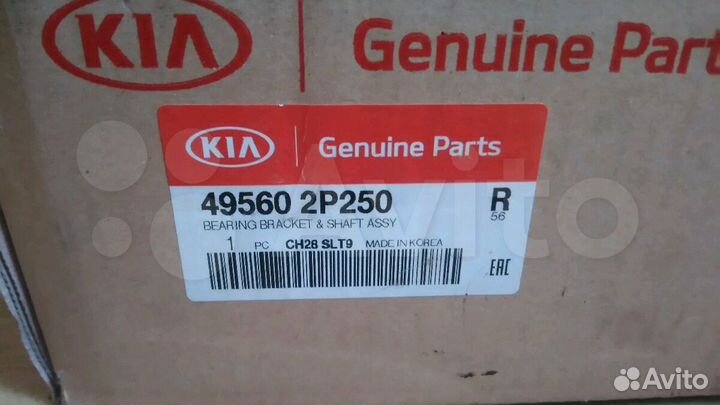 KIA Genuine Part
KIA Genuine Parts
49560 2P250 R
BEARING BRACKET & SHAFT ASSY 56
1 PC CH28 SLT9 MADE IN KOREA
EAC
Avito
Avito